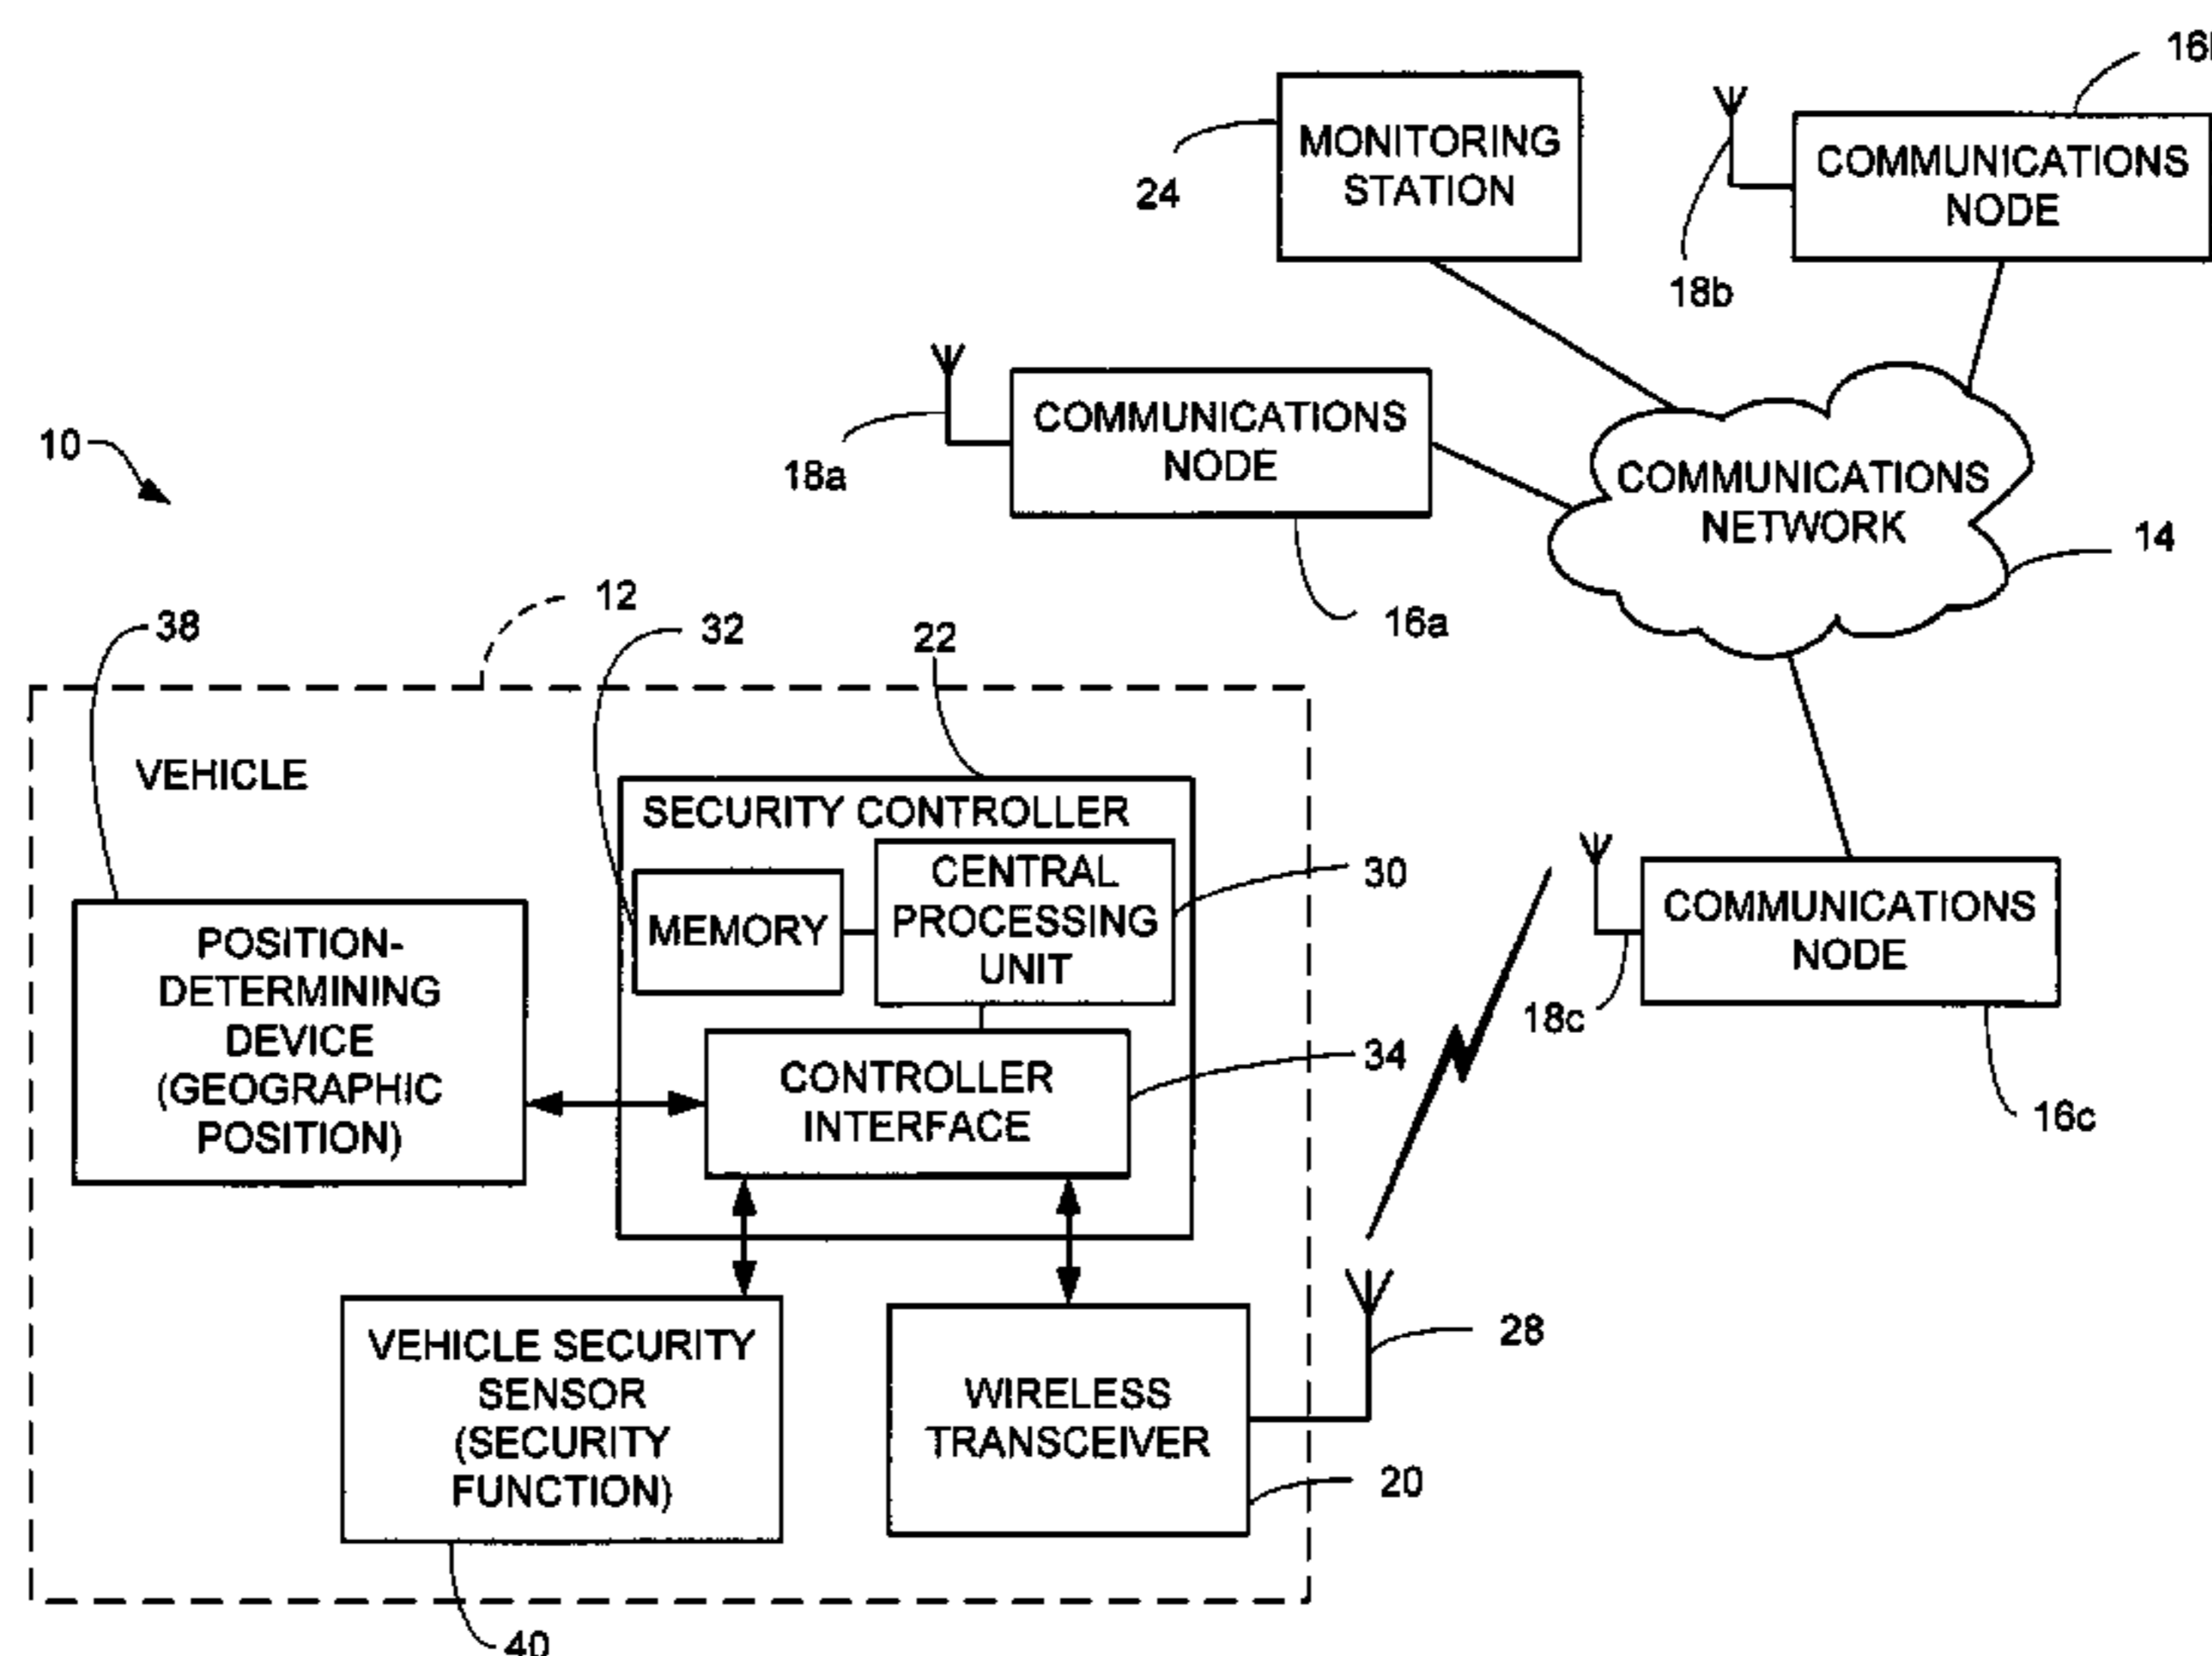 16
MONITORING
STATION
24
COMMUNICATIONS
NODE
18b
COMMUNICATIONS
NODE
18a
10
COMMUNICATIONS
NETWORK
14
16a
12
38
32
22
VEHICLE
SECURITY CONTROLLER
MEMORY
CENTRAL
PROCESSING
UNIT
30
POSITION-
DETERMINING
DEVICE
(GEOGRAPHIC
POSITION)
CONTROLLER
INTERFACE
34
COMMUNICATIONS
NODE
18c
16c
VEHICLE SECURITY
SENSOR
(SECURITY
FUNCTION)
WIRELESS
TRANSCEIVER
28
20
40